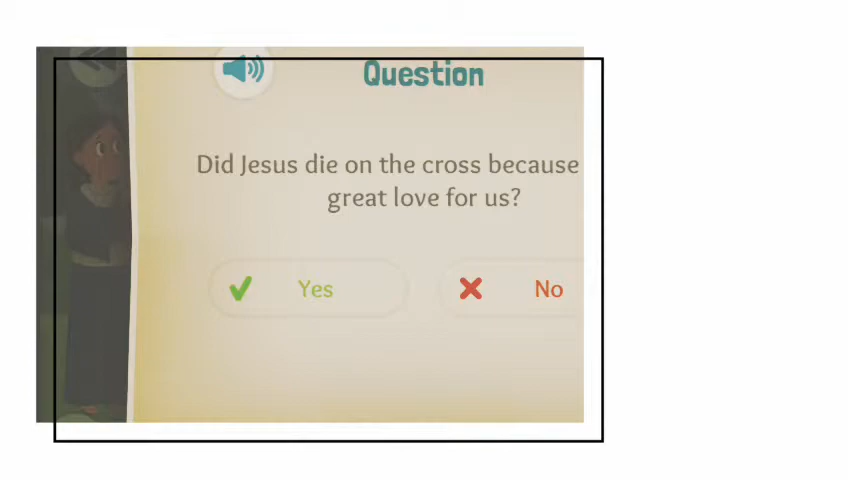 Question
Did Jesus die on the cross because
great love for us?
Yes
No